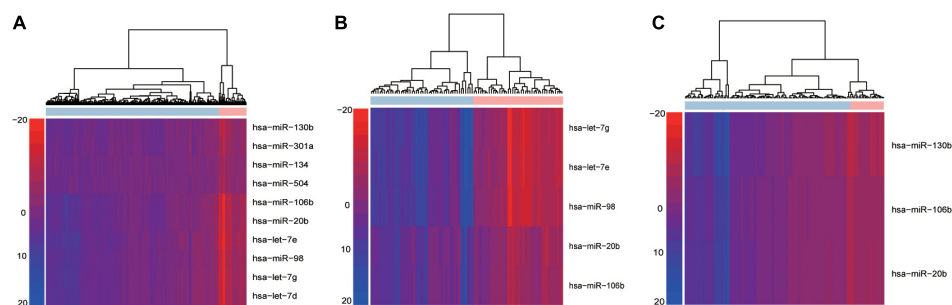 A
−20
0
10
20
hsa−miR−130b
hsa−miR−301a
hsa−miR−134
hsa−miR−504
hsa−miR−106b
hsa−miR−20b
hsa−let−7e
hsa−miR−98
hsa−let−7g
hsa−let−7d
B
−20
0
10
20
hsa−let−7g
hsa−let−7e
hsa−miR−98
hsa−miR−20b
hsa−miR−106b
C
−20
0
10
20
hsa−miR−130b
hsa−miR−106b
hsa−miR−20b